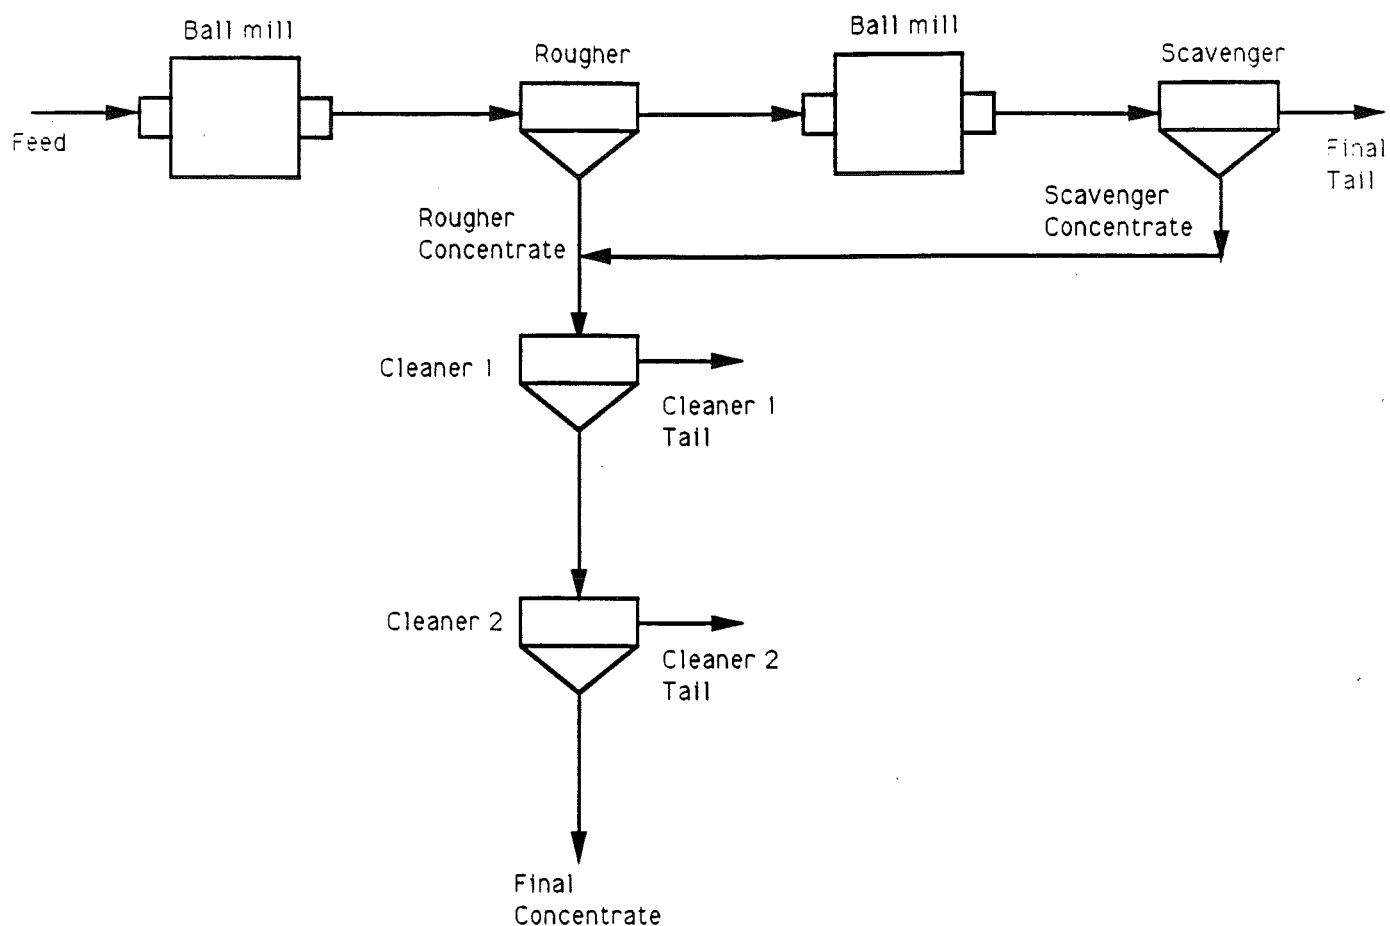 Ball mill
Rougher
Ball mill
Scavenger
Feed
Final
Tail
Rougher
Concentrate
Scavenger
Concentrate
Cleaner 1
Cleaner 1
Tail
Cleaner 2
Cleaner 2
Tail
Final
Concentrate